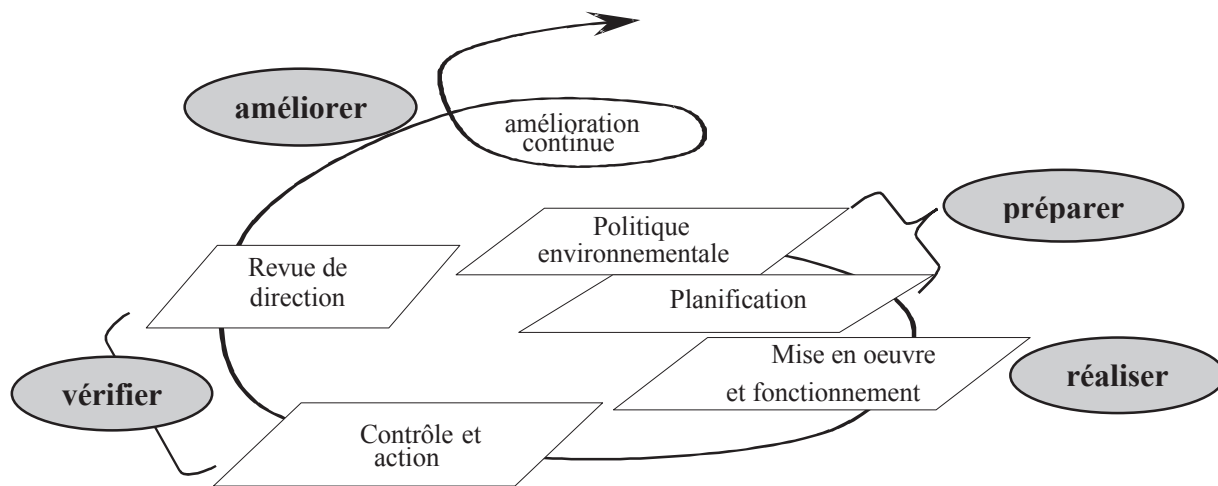 améliorer
amélioration
continue
Politique
environnementale
préparer
Revue de
direction
Planification
Mise en oeuvre
et fonctionnement
réaliser
vérifier
Contrôle et
action